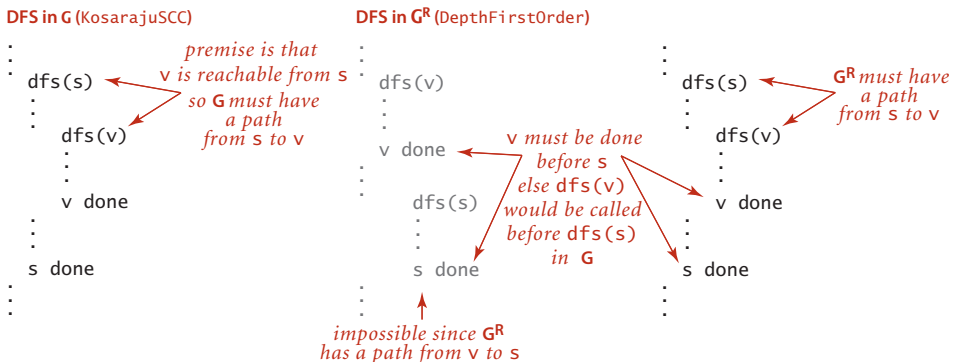 DFS in G (KosarajuSCC)
premise is that
v is reachable from s
so G must have
a path
from s to v
dfs(s)
dfs(v)
v done
s done
DFS in G^R (DepthFirstOrder)
dfs(v)
v done
dfs(s)
s done
impossible since G^R
has a path from v to s
v must be done
before s
else dfs(v)
would be called
before dfs(s)
in G
dfs(s)
dfs(v)
v done
s done
G^R must have
a path
from s to v